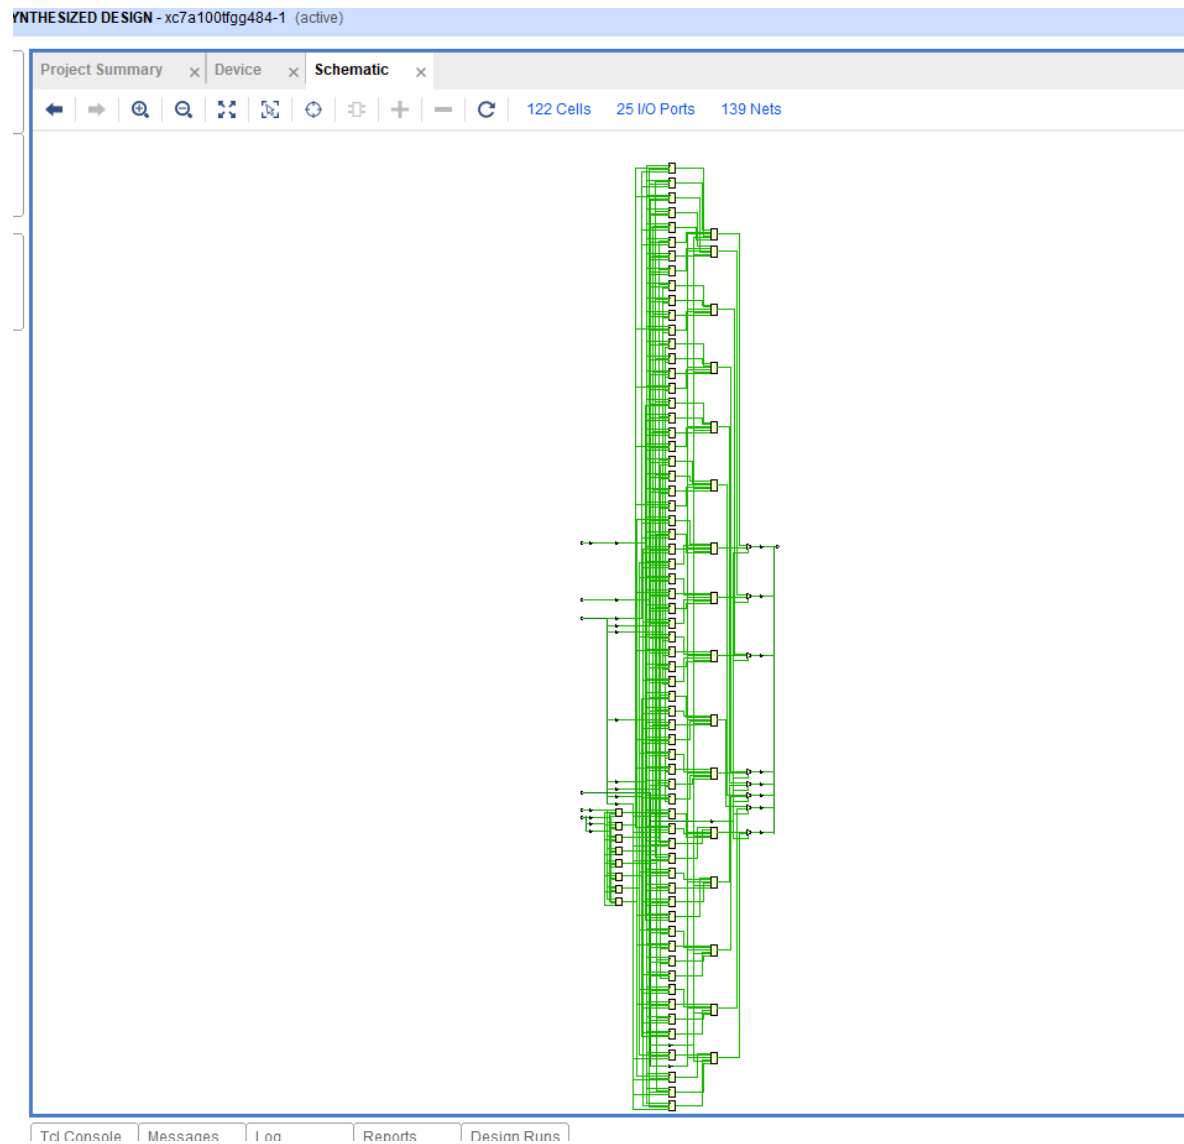 YNTHESIZED DESIGN - xc7a100tfgg484-1 (active)
Project Summary Device Schematic
122 Cells 25 I/O Ports 139 Nets
Tcl Console Messages Log Reports Design Runs